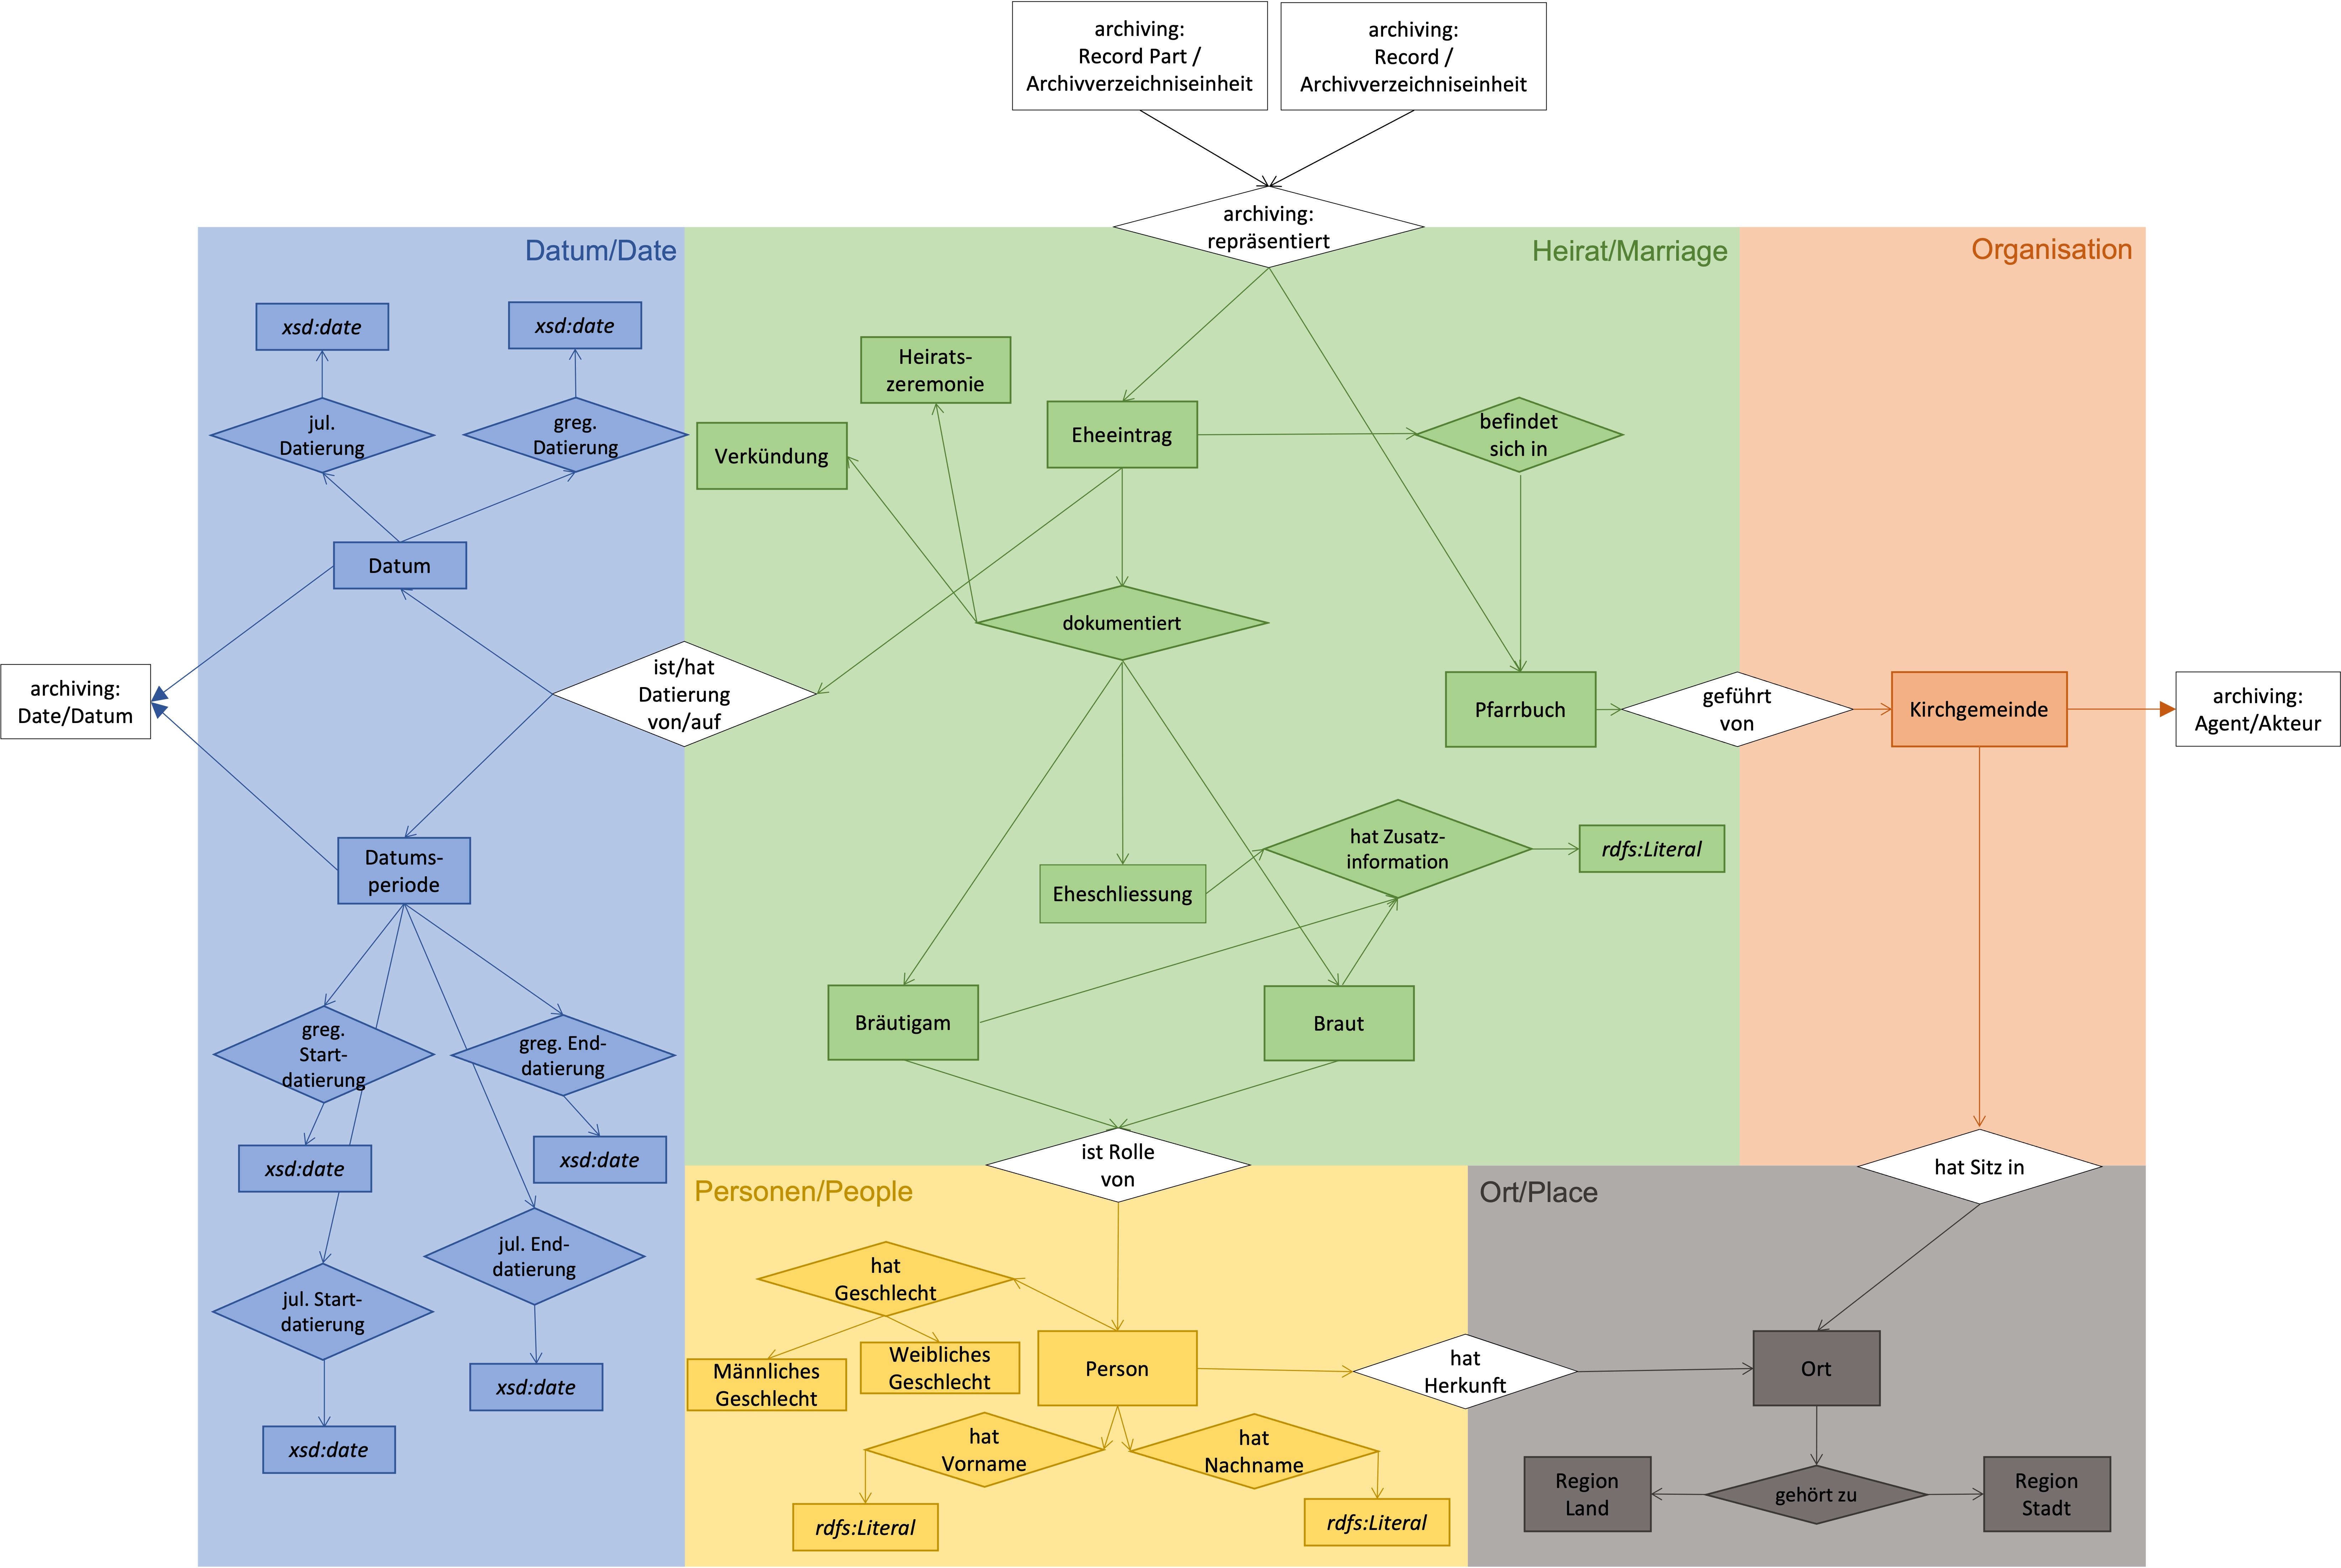 archiving:
Record Part /
Archivverzeichniseinheit
archiving:
Record /
Archivverzeichniseinheit
archiving:
repräsentiert
Datum/Date
Heirat/Marriage
Organisation
xsd:date
xsd:date
jul.
Datierung
greg.
Datierung
Heirats-
zeremonie
Verkündung
Eheeintrag
befindet
sich in
Datum
dokumentiert
archiving:
Date/Datum
ist/hat
Datierung
von/auf
Pfarrbuch
geführt
von
Kirchgemeinde
archiving:
Agent/Akteur
Datums-
periode
Eheschliessung
hat Zusatz-
information
rdfs:Literal
Bräutigam
Braut
greg.
Start-
datierung
greg. End-
datierung
xsd:date
xsd:date
jul. Start-
datierung
jul. End-
datierung
xsd:date
xsd:date
ist Rolle
von
hat Sitz in
Personen/People
Ort/Place
hat
Geschlecht
Männliches
Geschlecht
Weibliches
Geschlecht
Person
hat
Herkunft
Ort
hat
Vorname
hat
Nachname
rdfs:Literal
rdfs:Literal
Region
Land
gehört zu
Region
Stadt